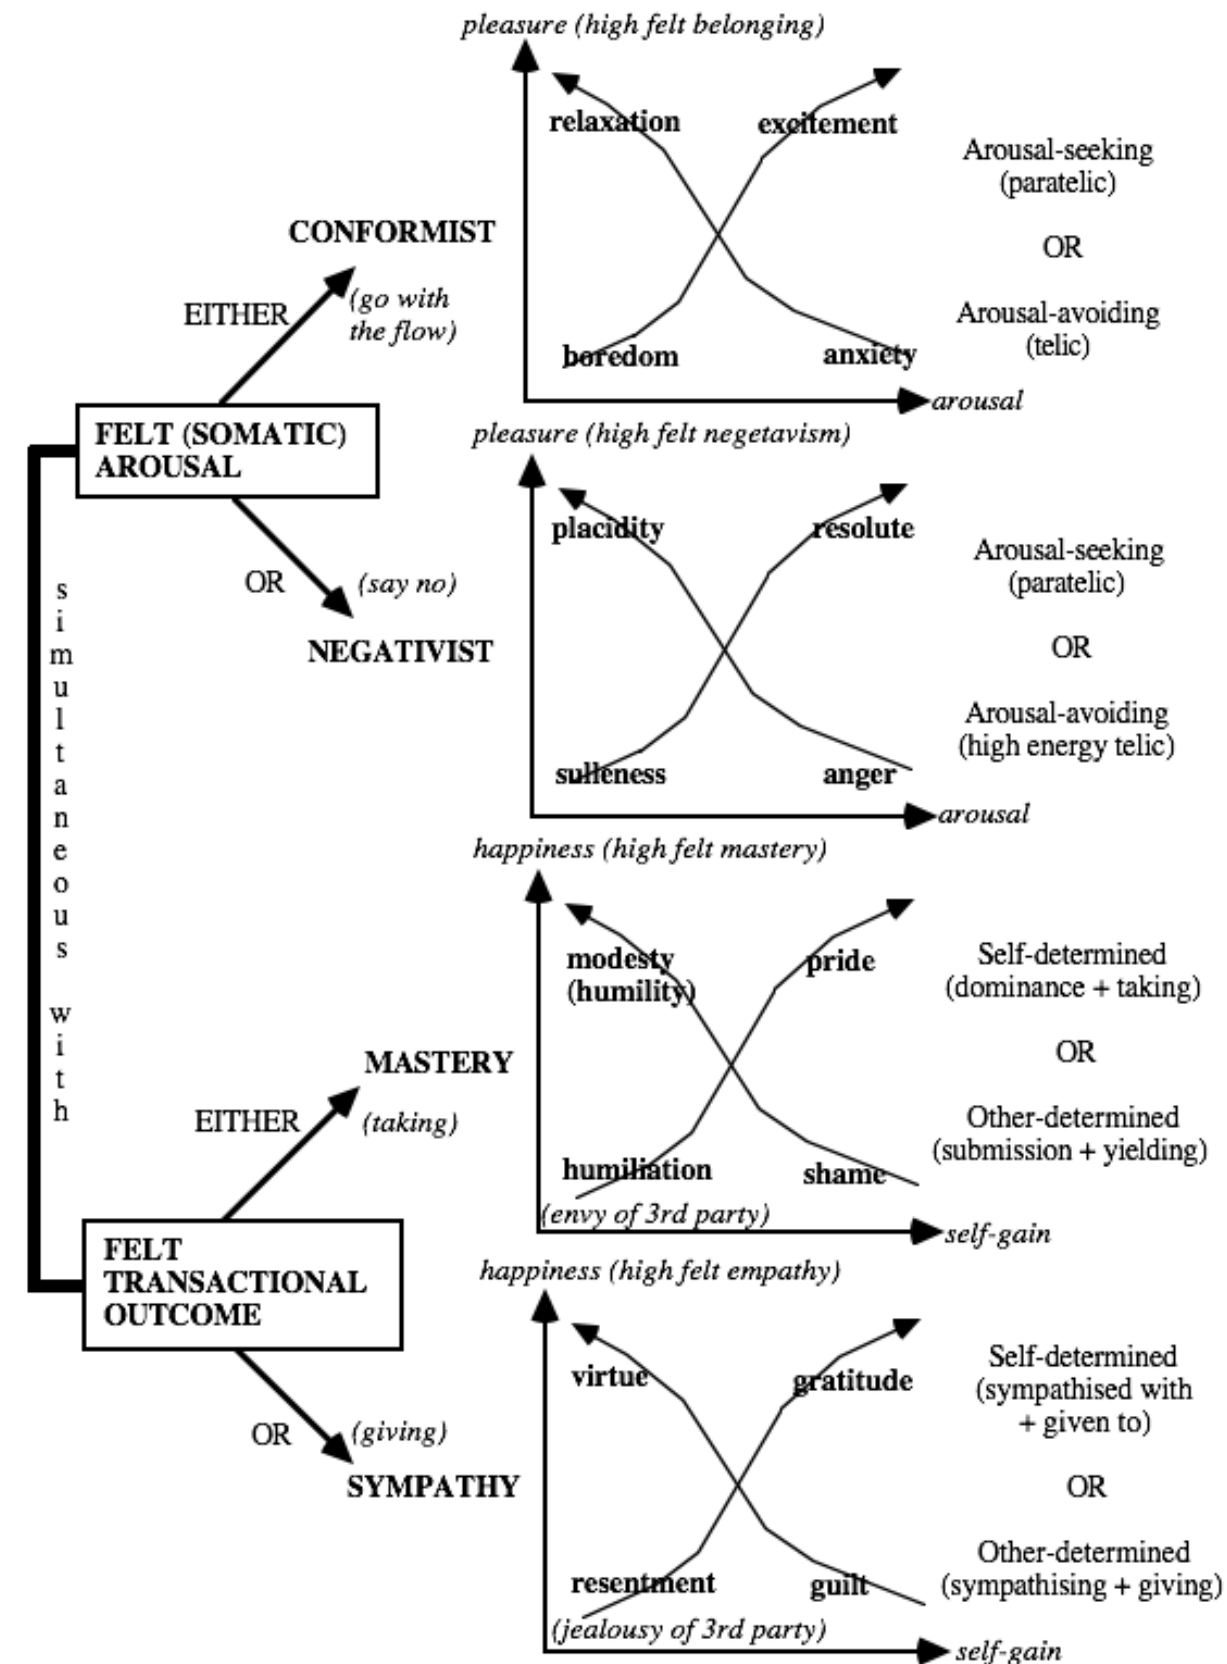 pleasure (high felt belonging)
relaxation
excitement
Arousal-seeking
(paratelic)
OR
Arousal-avoiding
(telic)
boredom
anxiety
arousal
CONFORMIST
EITHER
(go with
the flow)
FELT (SOMATIC)
AROUSAL
OR
(say no)
NEGATIVIST
pleasure (high felt negetavism)
placidity
resolute
Arousal-seeking
(paratelic)
OR
Arousal-avoiding
(high energy telic)
sulleness
anger
arousal
simultaneous with
happiness (high felt mastery)
modesty
(humility)
pride
Self-determined
(dominance + taking)
OR
Other-determined
(submission + yielding)
humiliation
shame
(envy of 3rd party)
self-gain
MASTERY
EITHER
(taking)
FELT
TRANSACTIONAL
OUTCOME
OR
(giving)
SYMPATHY
happiness (high felt empathy)
virtue
gratitude
Self-determined
(sympathised with
+ given to)
OR
Other-determined
(sympathising + giving)
resentment
guilt
(jealousy of 3rd party)
self-gain